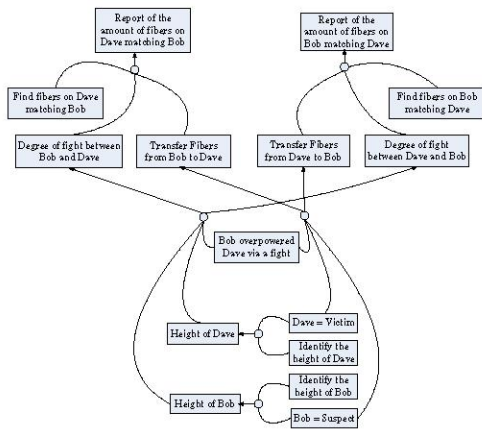 Report of the
amount of fibers on
Dave matching Bob
Report of the
amount of fibers on
Bob matching Dave
Find fibers on Dave
matching Bob
Find fibers on Bob
matching Dave
Degree of fight between
Bob and Dave
Transfer Fibers
from Bob to Dave
Transfer Fibers
from Dave to Bob
Degree of fight
between Dave and Bob
Bob overpowered
Dave via a fight
Height of Dave
Dave = Victim
Identify the
height of Dave
Identify the
height of Bob
Height of Bob
Bob = Suspect